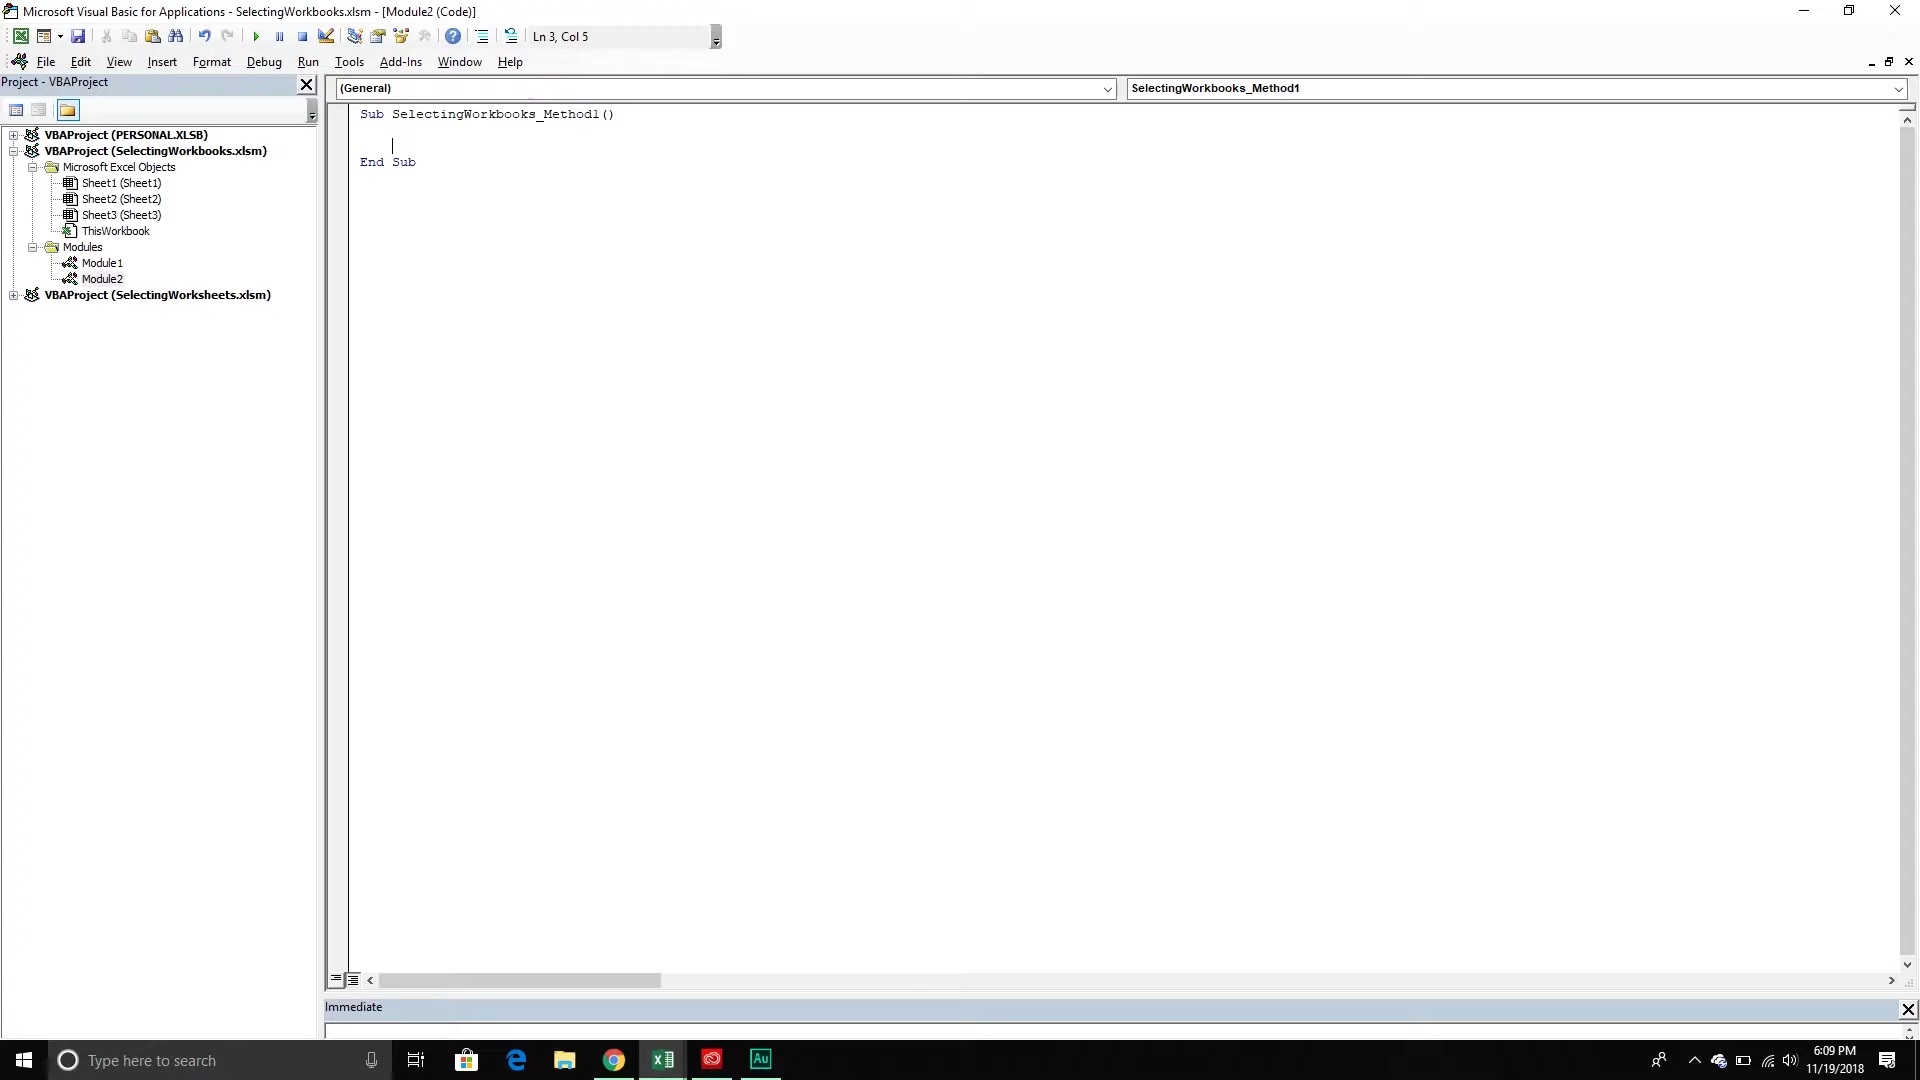 Microsoft Visual Basic for Applications - SelectingWorkbooks.xlsm - [Module2 (Code)]
Ln 3, Col 5
File Edit View Insert Format Debug Run Tools Add-Ins Window Help
Project - VBAProject
(General)
SelectingWorkbooks_Method1
VBAProject (PERSONAL.XLSB)
VBAProject (SelectingWorkbooks.xlsm)
Microsoft Excel Objects
Sheet1 (Sheet1)
Sheet2 (Sheet2)
Sheet3 (Sheet3)
ThisWorkbook
Modules
Module1
Module2
VBAProject (SelectingWorksheets.xlsm)
Sub SelectingWorkbooks_Method1()
End Sub
Immediate
Type here to search
Au
6:09 PM
11/19/2018